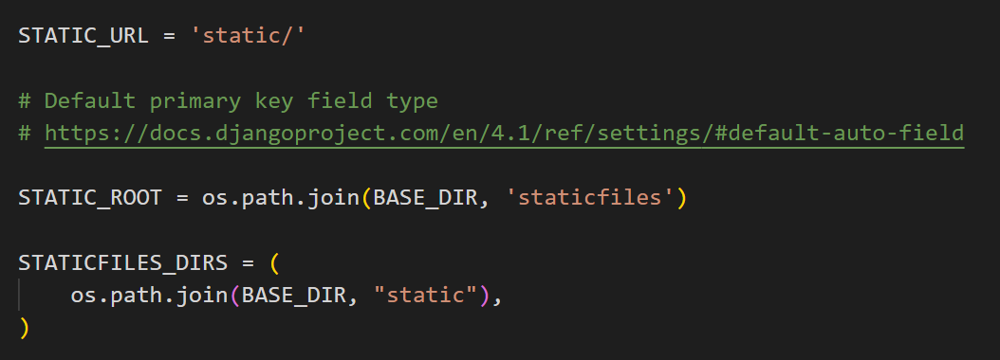 STATIC_URL = 'static/'
# Default primary key field type
# https://docs.djangoproject.com/en/4.1/ref/settings/#default-auto-field
STATIC_ROOT = os.path.join(BASE_DIR, 'staticfiles')
STATICFILES_DIRS = (
    os.path.join(BASE_DIR, "static"),
)